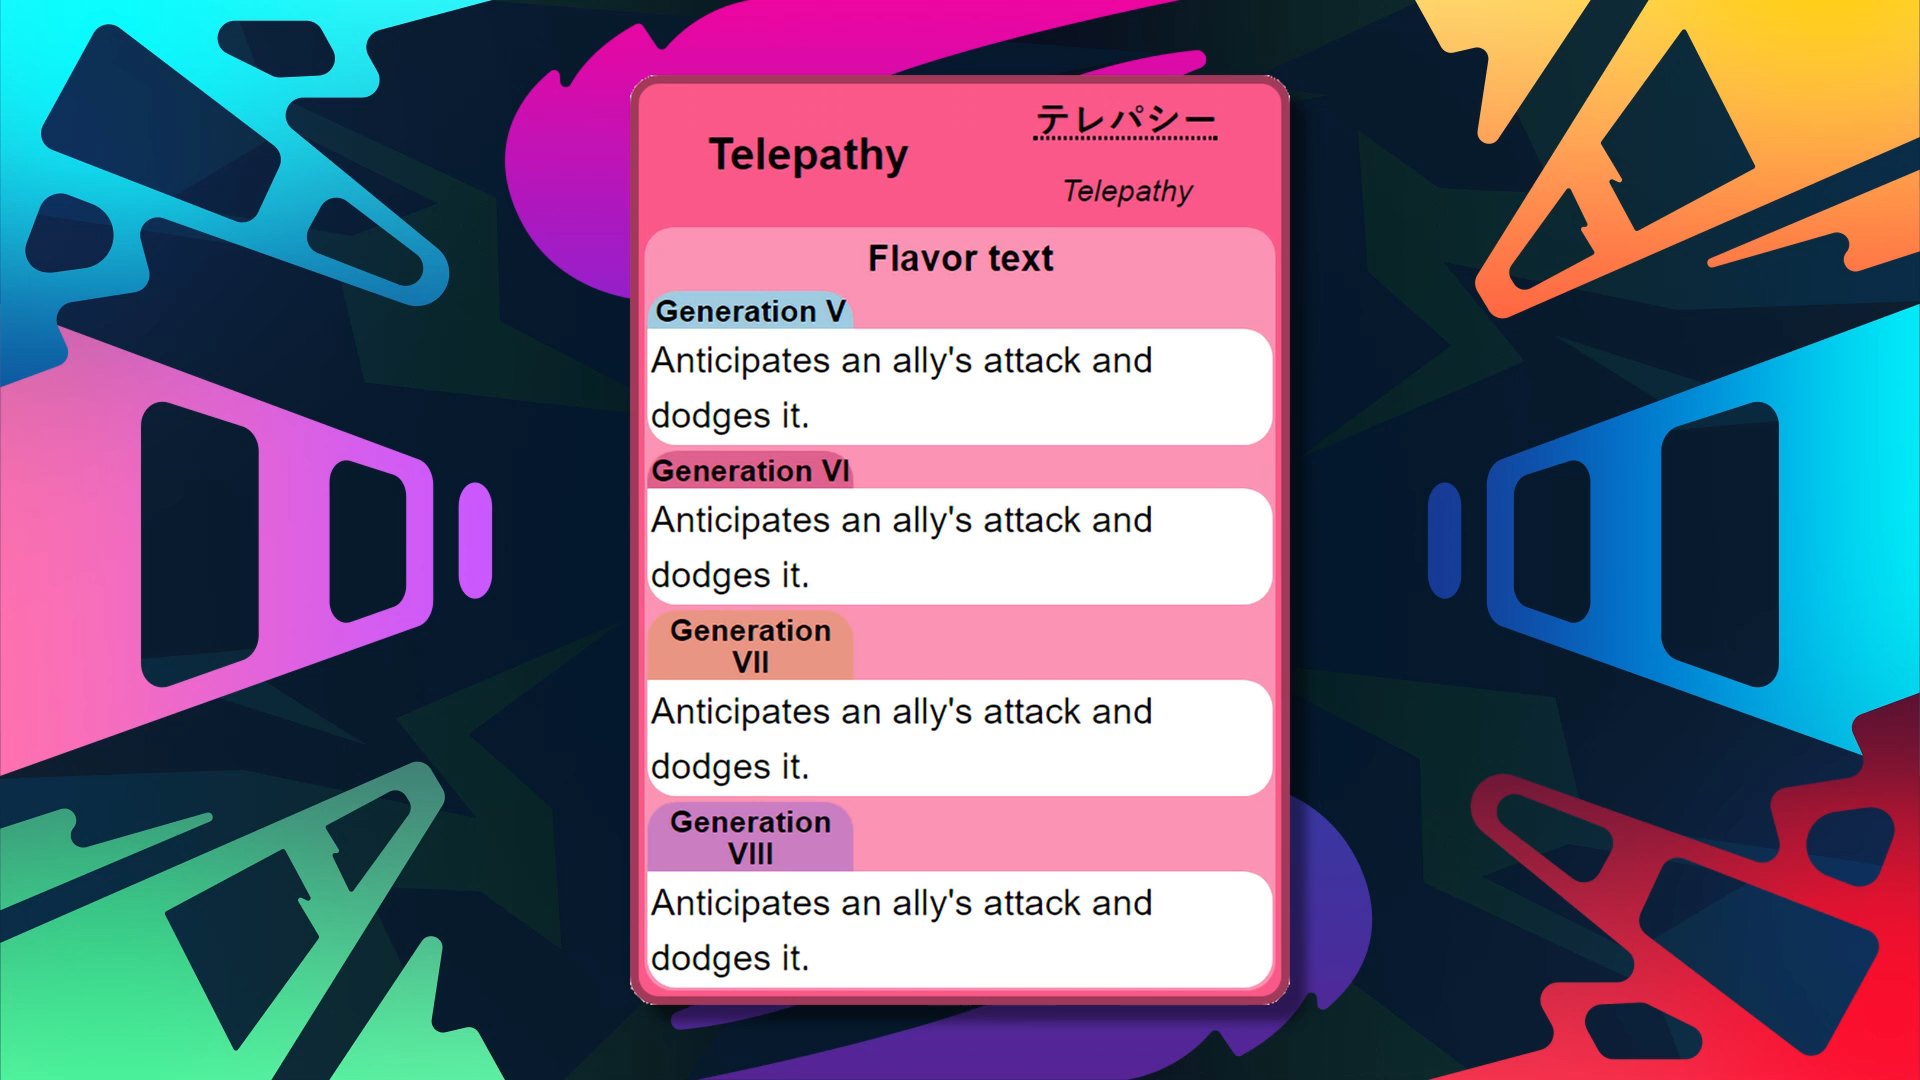 Telepathy
テレパシー
Telepathy
Flavor text
Generation V
Anticipates an ally's attack and
dodges it.
Generation VI
Anticipates an ally's attack and
dodges it.
Generation
VII
Anticipates an ally's attack and
dodges it.
Generation
VIII
Anticipates an ally's attack and
dodges it.